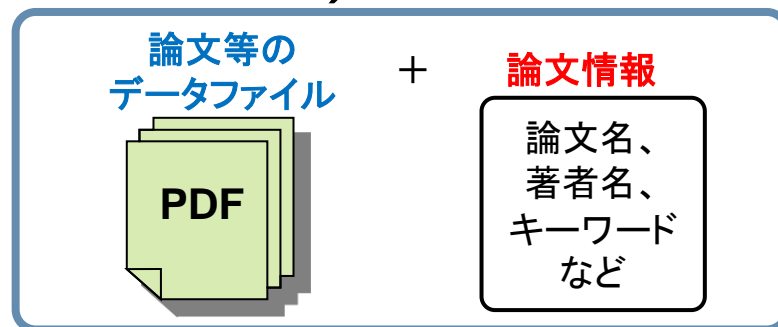 論文等の
データファイル
+
論文情報
PDF
論文名、
著者名、
キーワード
など